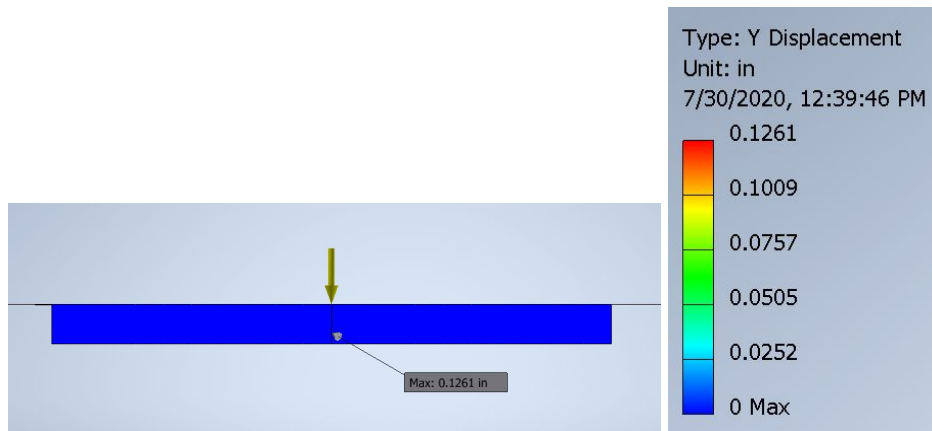 Max: 0.1261 in
Type: Y Displacement
Unit: in
7/30/2020, 12:39:46 PM
0.1261
0.1009
0.0757
0.0505
0.0252
0 Max